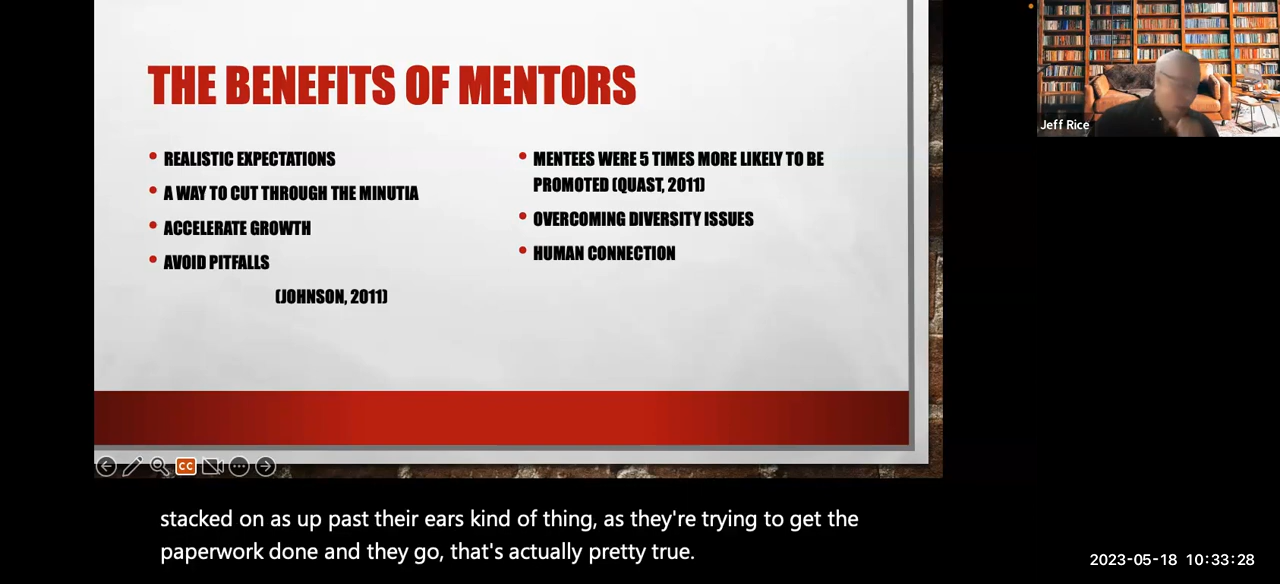 THE BENEFITS OF MENTORS
• REALISTIC EXPECTATIONS
• A WAY TO CUT THROUGH THE MINUTIA
• ACCELERATE GROWTH
• AVOID PITFALLS
(JOHNSON, 2011)
• MENTEES WERE 5 TIMES MORE LIKELY TO BE
PROMOTED (QUAST, 2011)
• OVERCOMING DIVERSITY ISSUES
• HUMAN CONNECTION
Jeff Rice
CC
stacked on as up past their ears kind of thing, as they're trying to get the
paperwork done and they go, that's actually pretty true.
2023-05-18 10:33:28